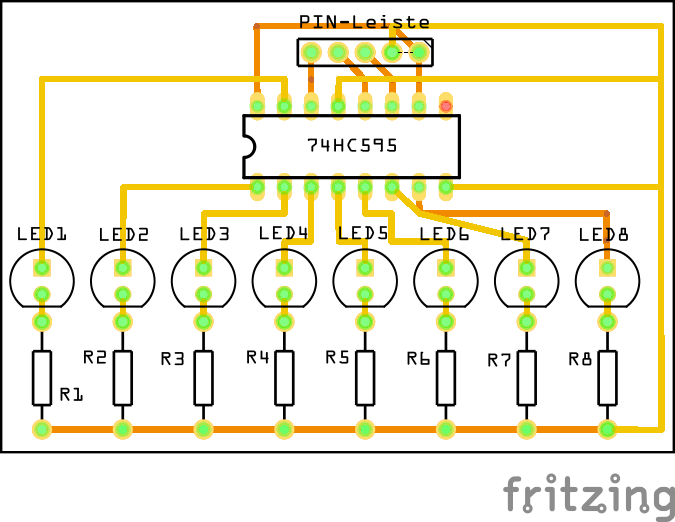 PIN-Leiste
74HC595
LED1 LED2 LED3 LED4 LED5 LED6 LED7 LED8
R1 R2 R3 R4 R5 R6 R7 R8
fritzing